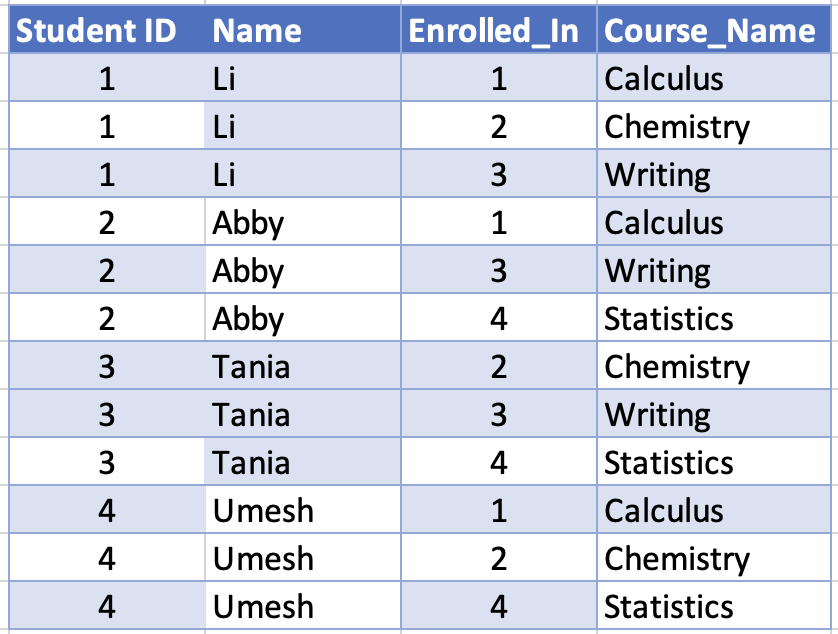 Student ID Name Enrolled_In Course_Name
1 Li 1 Calculus
1 Li 2 Chemistry
1 Li 3 Writing
2 Abby 1 Calculus
2 Abby 3 Writing
2 Abby 4 Statistics
3 Tania 2 Chemistry
3 Tania 3 Writing
3 Tania 4 Statistics
4 Umesh 1 Calculus
4 Umesh 2 Chemistry
4 Umesh 4 Statistics